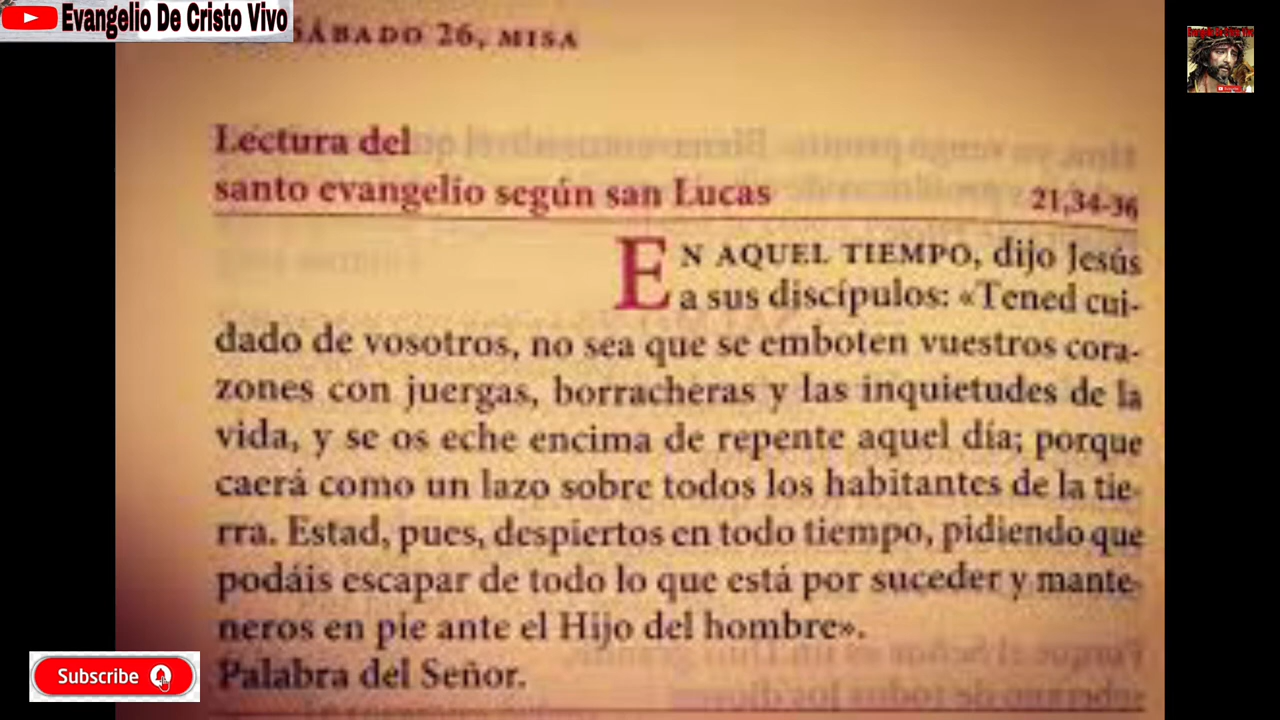 Evangelio De Cristo Vivo
SÁBADO 26, MISA
Lectura del
santo evangelio según san Lucas 21,34-36
EN AQUEL TIEMPO, dijo Jesús
a sus discípulos: «Tened cui-
dado de vosotros, no sea que se emboten vuestros cora-
zones con juergas, borracheras y las inquietudes de la
vida, y se os eche encima de repente aquel día; porque
caerá como un lazo sobre todos los habitantes de la tie-
rra. Estad, pues, despiertos en todo tiempo, pidiendo que
podáis escapar de todo lo que está por suceder y mante-
neros en pie ante el Hijo del hombre».
Palabra del Señor.
Subscribe